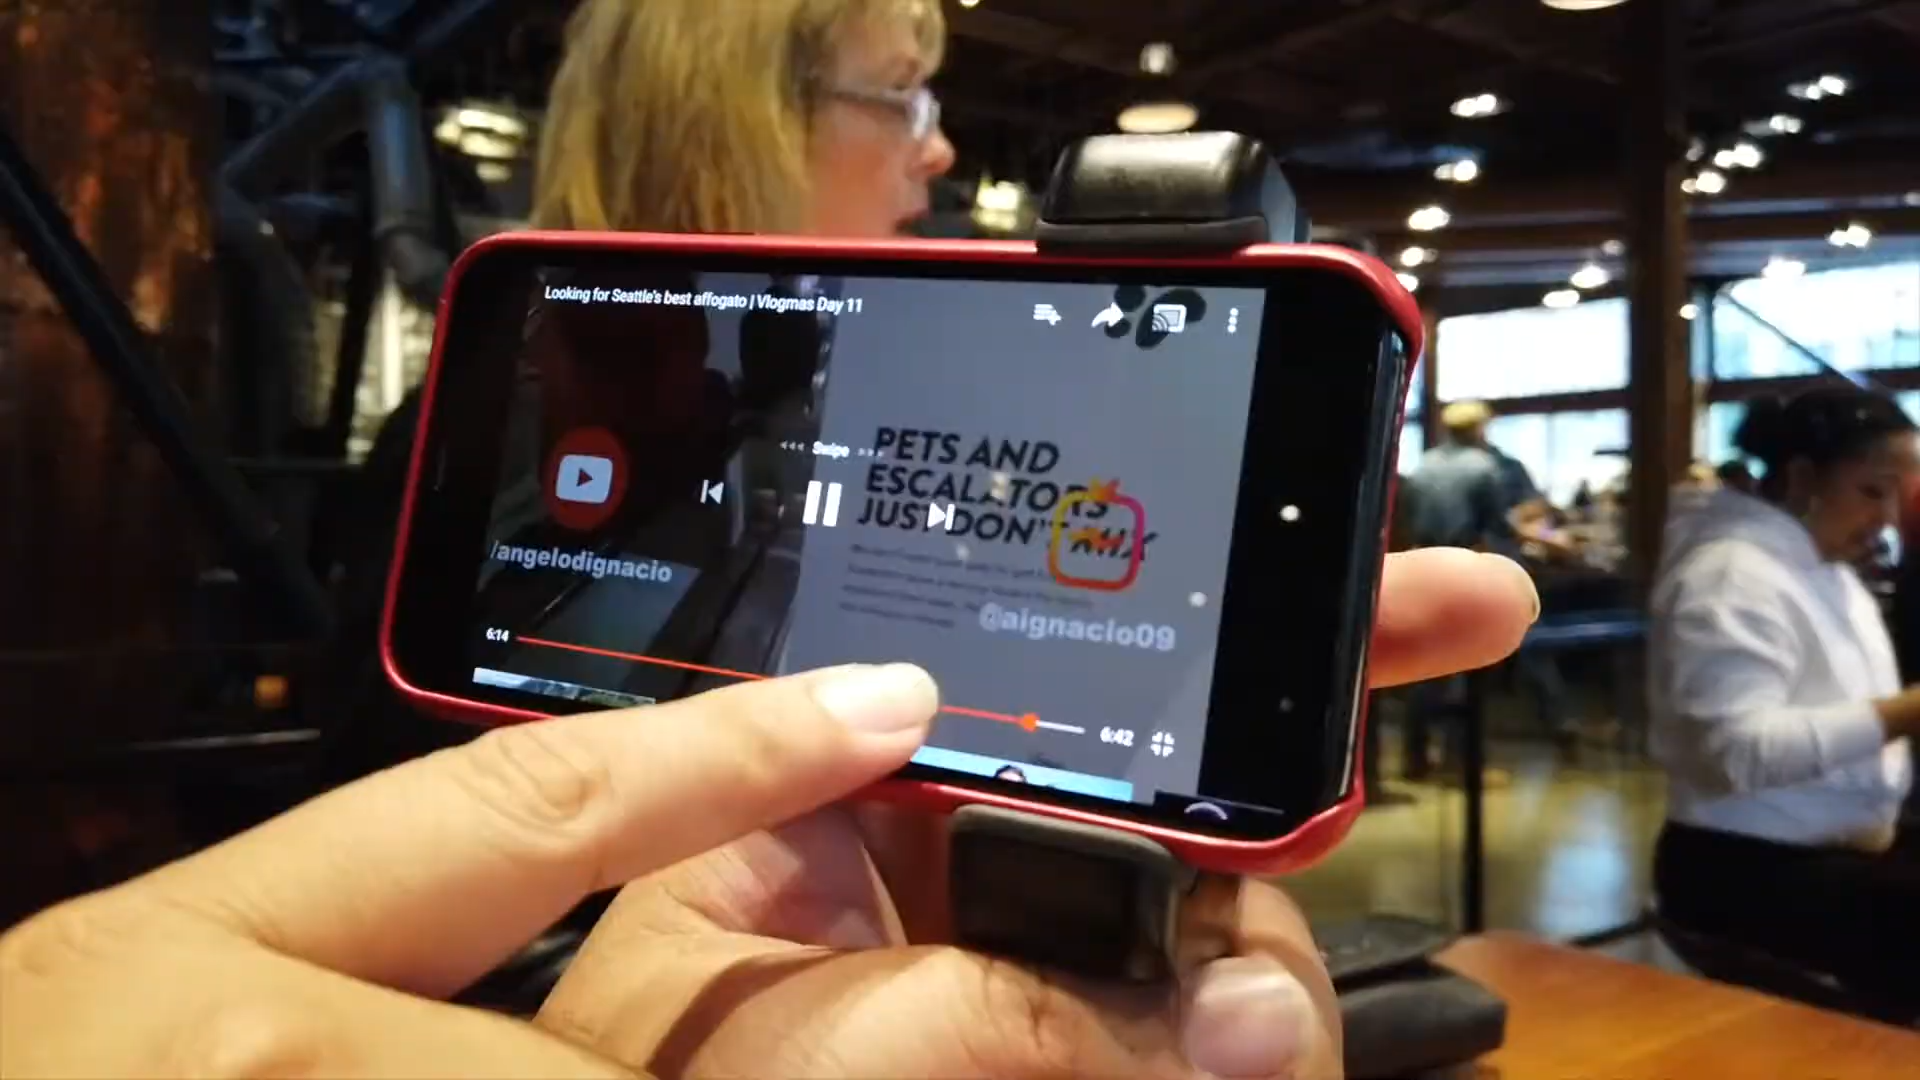 Looking for Seattle's best affogato | Vlogmas Day 11
<<< Swipe >>>
PETS AND
ESCALATORS
JUST DON'T MIX
/angelodignacio
@aignacio09
6:14
6:42